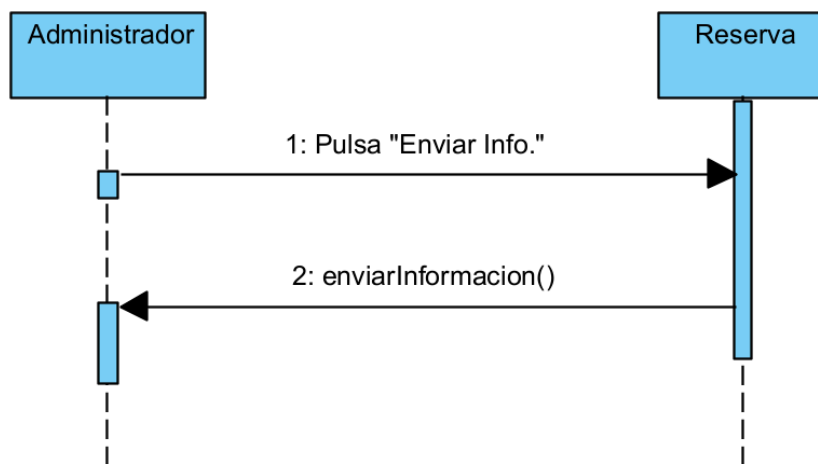 Administrador
Reserva
1: Pulsa "Enviar Info."
2: enviarInformacion()